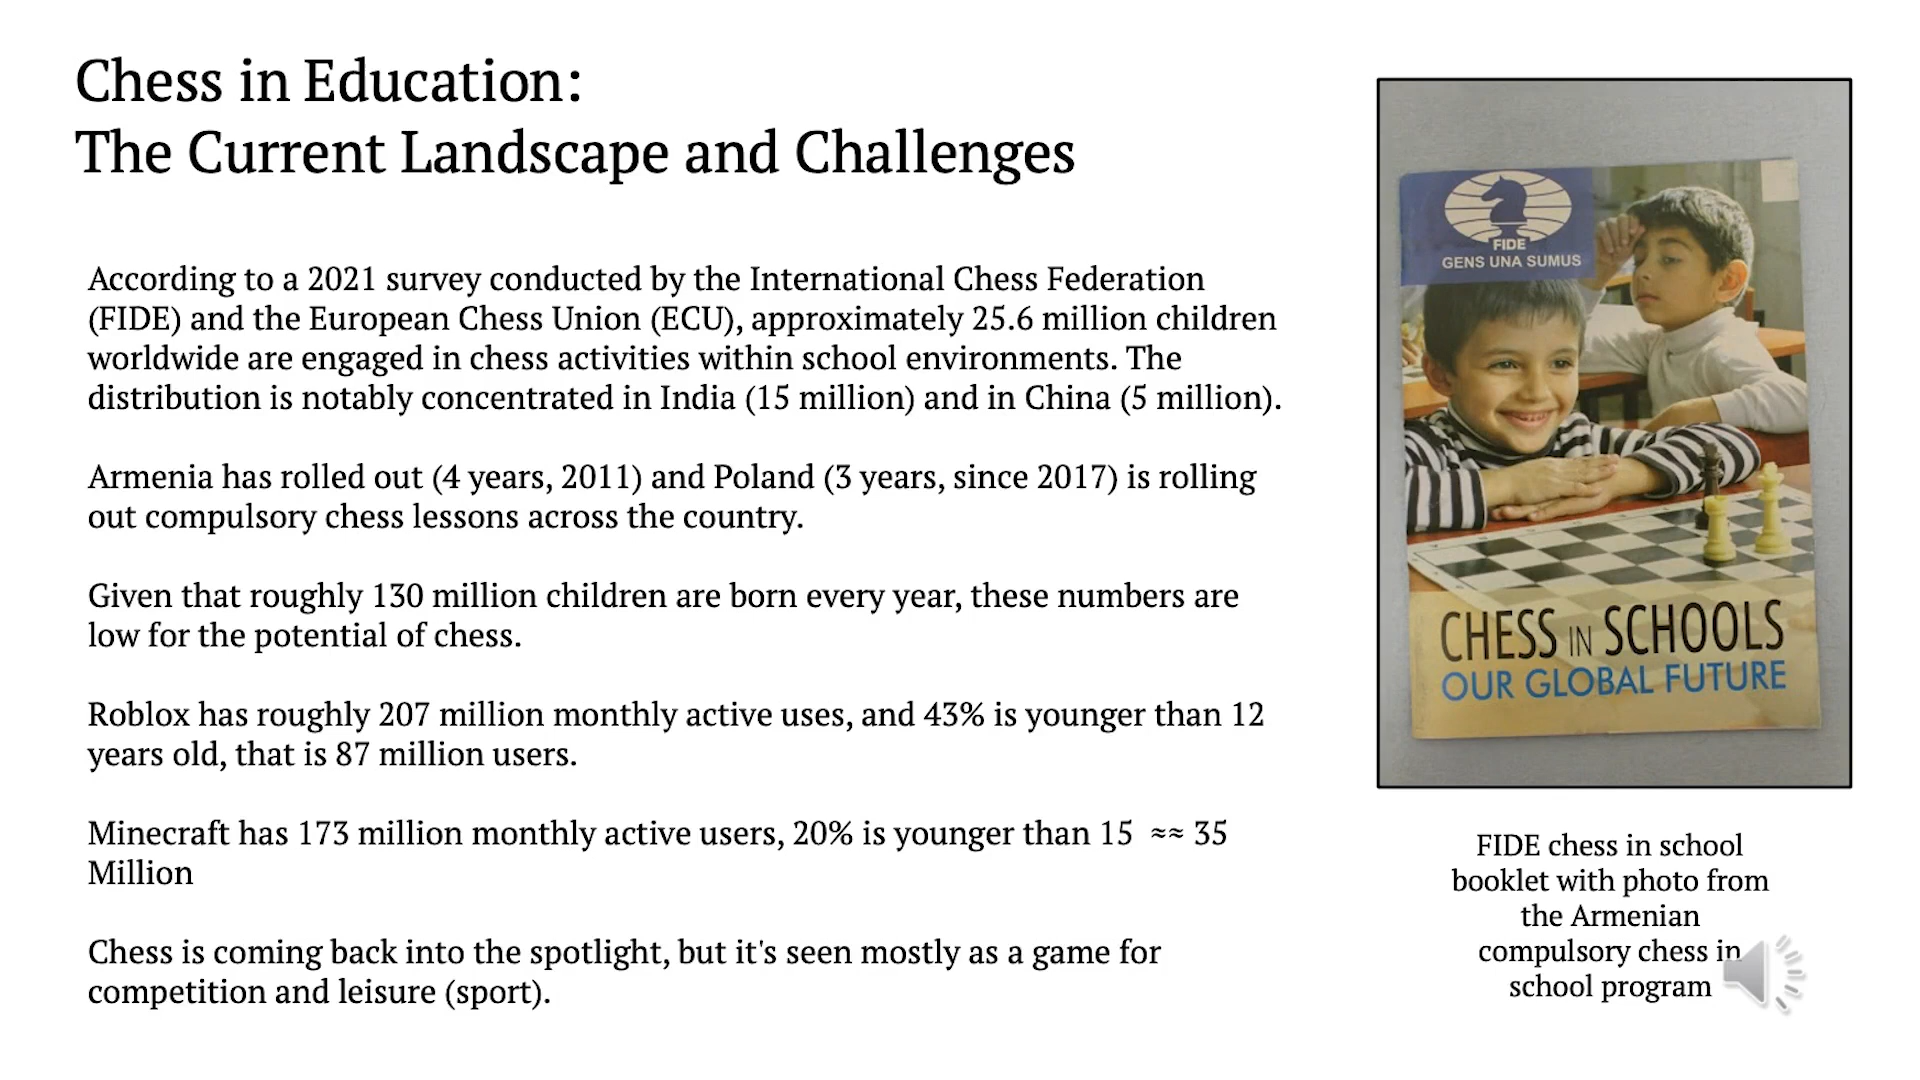 Chess in Education:
The Current Landscape and Challenges
According to a 2021 survey conducted by the International Chess Federation
(FIDE) and the European Chess Union (ECU), approximately 25.6 million children
worldwide are engaged in chess activities within school environments. The
distribution is notably concentrated in India (15 million) and in China (5 million).
Armenia has rolled out (4 years, 2011) and Poland (3 years, since 2017) is rolling
out compulsory chess lessons across the country.
Given that roughly 130 million children are born every year, these numbers are
low for the potential of chess.
Roblox has roughly 207 million monthly active uses, and 43% is younger than 12
years old, that is 87 million users.
Minecraft has 173 million monthly active users, 20% is younger than 15 ≈≈ 35
Million
Chess is coming back into the spotlight, but it's seen mostly as a game for
competition and leisure (sport).
FIDE
GENS UNA SUMUS
CHESS IN SCHOOLS
OUR GLOBAL FUTURE
FIDE chess in school
booklet with photo from
the Armenian
compulsory chess in
school program